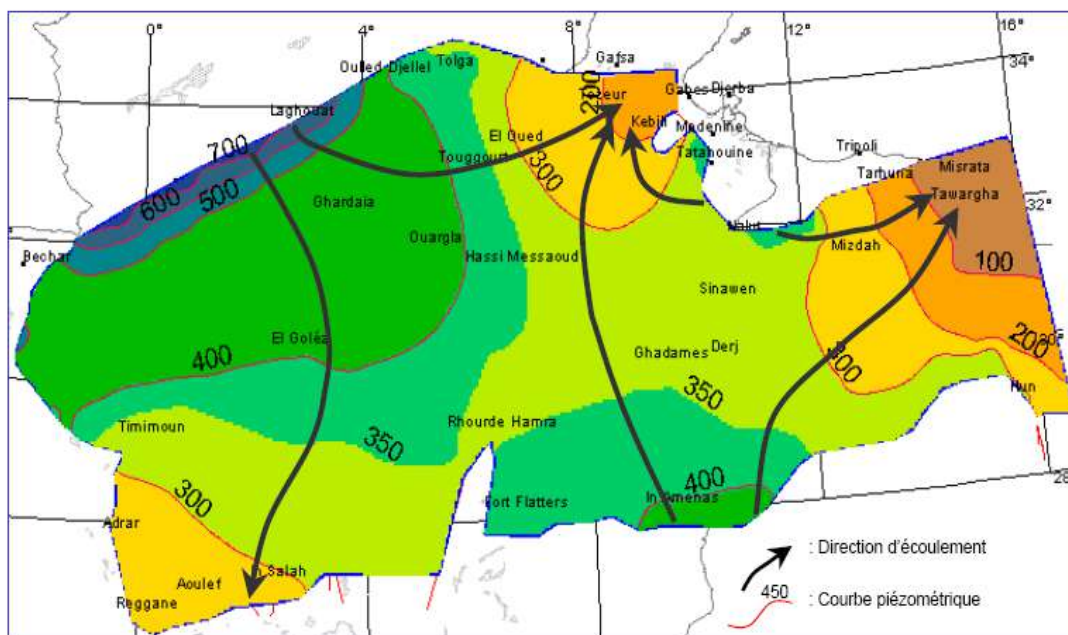 0°
4°
8°
12°
16°
34°
Gafsa
Tolga
Ouled-Djellel
200
Gabes
Djerba
Laghouat
Kebili
Medenine
El Oued
Tripoli
Misrata
700
Touggourt
Tatahouine
Tarhuna
300
Tawargha
600
500
Ghardaia
32°
Nalut
Bechar
Ouargla
Hassi Messaoud
Mizdah
100
Sinawen
El Goléa
200
Ghadames
Derj
400
350
Hun
Timimoun
Rhourde Hamra
350
300
400
28
Fort Flatters
In Amenas
Adrar
: Direction d'écoulement
Aoulef
450
Reggane
: Courbe piézométrique